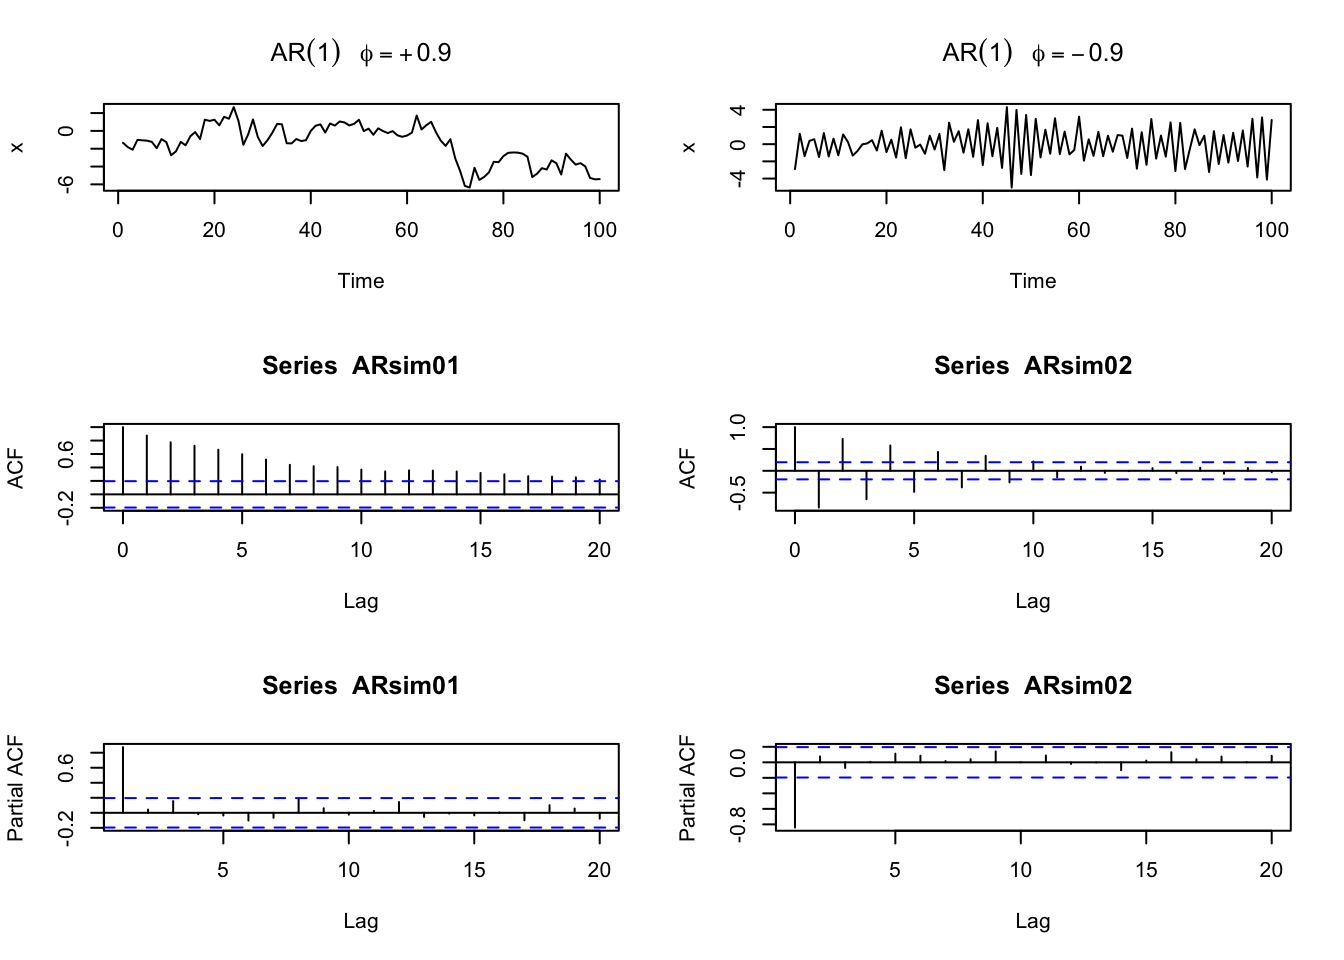 AR(1) ϕ = +0.9
x
0
-6
0 20 40 60 80 100
Time
AR(1) ϕ = −0.9
x
4
0
-4
0 20 40 60 80 100
Time
Series ARsim01
ACF
0.6
-0.2
0 5 10 15 20
Lag
Series ARsim02
ACF
1.0
-0.5
0 5 10 15 20
Lag
Series ARsim01
Partial ACF
0.6
-0.2
5 10 15 20
Lag
Series ARsim02
Partial ACF
0.0
-0.8
5 10 15 20
Lag